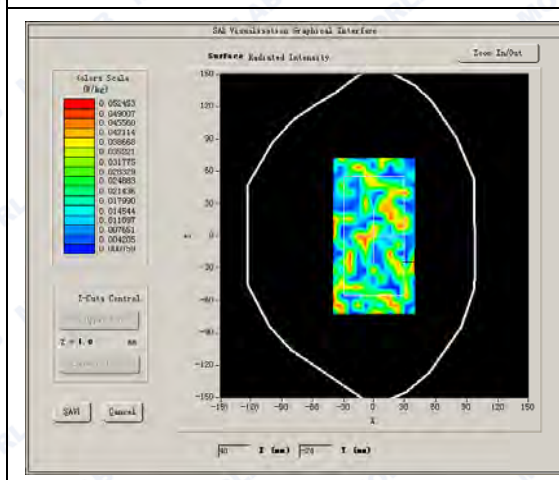 SAR Visualisation Graphical Interface
Surface Radiated Intensity
Zoom In/Out
Colors Scale
(W/kg)
0.052453
0.049007
0.045560
0.042114
0.038668
0.035221
0.031775
0.028329
0.024883
0.021436
0.017990
0.014544
0.011097
0.007651
0.004205
0.000759
150
120
90
60
30
0
-30
-60
-90
-120
-150
-150 -120 -90 -60 -30 0 30 60 90 120 150
X
Z-Cuts Control
mm
SAVE
Cancel
40 X (mm) -24 Y (mm)